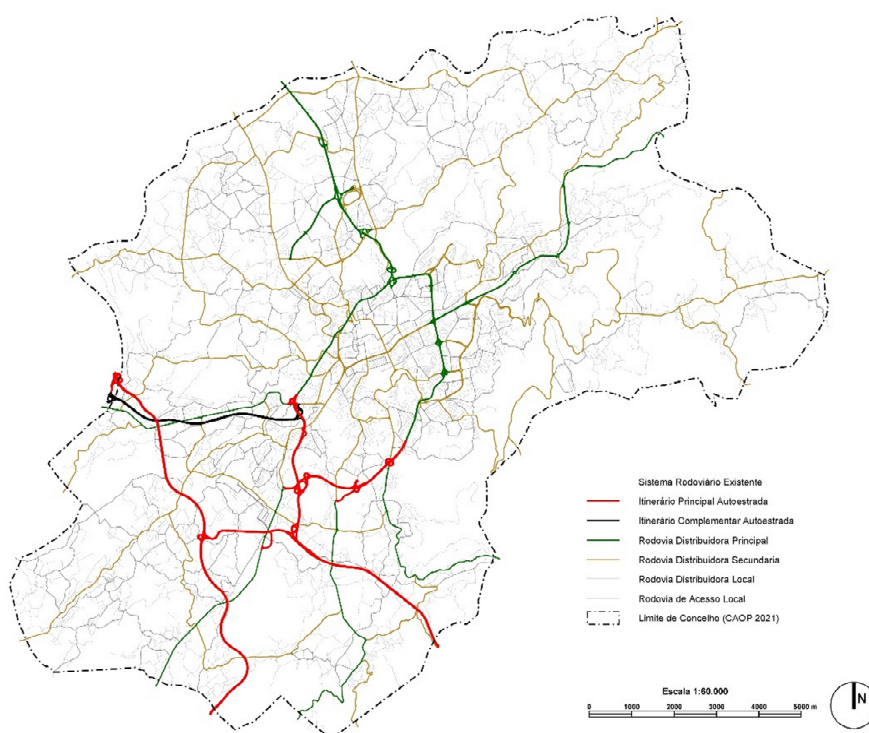 Sistema Rodoviário Existente
Itinerário Principal Autoestrada
Itinerário Complementar Autoestrada
Rodovia Distribuidora Principal
Rodovia Distribuidora Secundaria
Rodovia Distribuidora Local
Rodovia de Acesso Local
Limite de Concelho (CAOP 2021)
Escala 1:60.000
0 1000 2000 3000 4000 5000 m
N